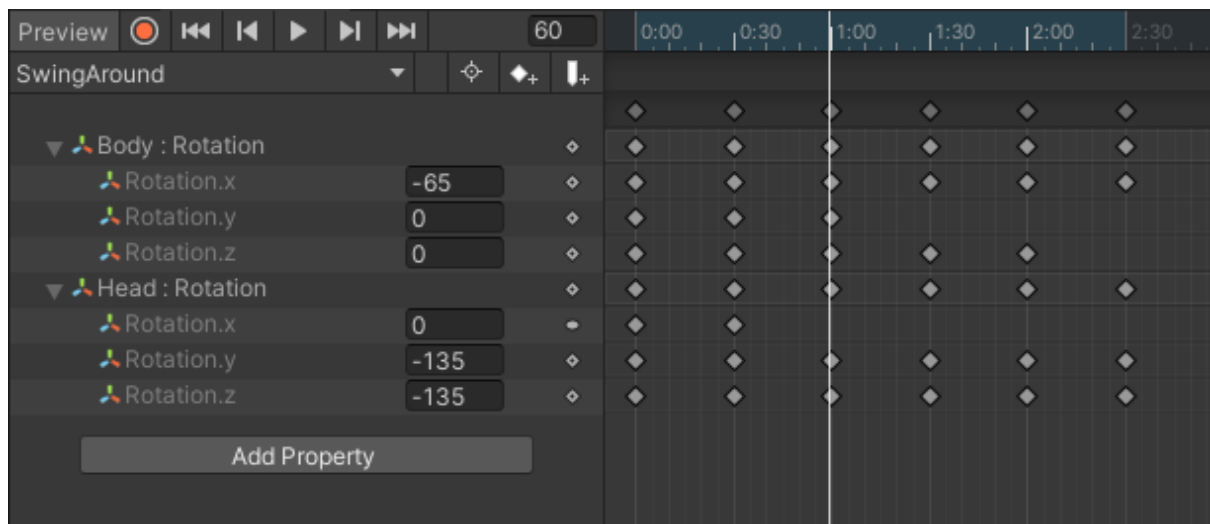 Preview 60 0:00 0:30 1:00 1:30 2:00 2:30
SwingAround
Body : Rotation
Rotation.x -65
Rotation.y 0
Rotation.z 0
Head : Rotation
Rotation.x 0
Rotation.y -135
Rotation.z -135
Add Property